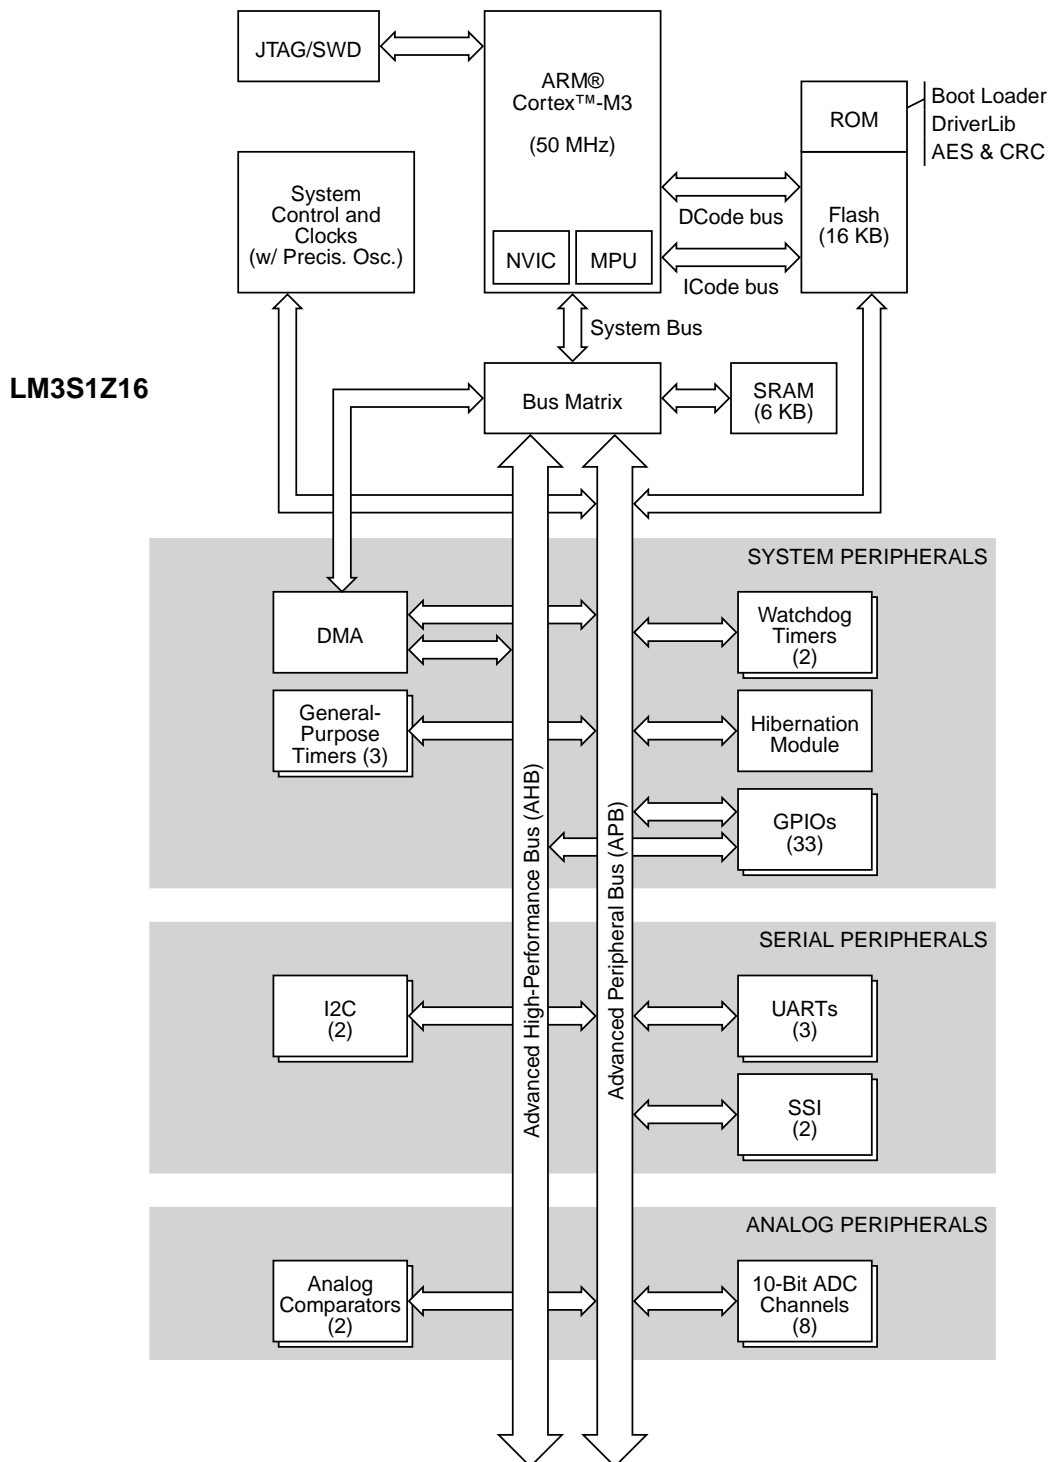 JTAG/SWD
ARM®
Cortex™-M3
(50 MHz)
NVIC
MPU
ROM
Boot Loader
DriverLib
AES & CRC
System
Control and
Clocks
(w/ Precis. Osc.)
DCode bus
ICode bus
Flash
(16 KB)
System Bus
LM3S1Z16
Bus Matrix
SRAM
(6 KB)
SYSTEM PERIPHERALS
DMA
Watchdog
Timers
(2)
General-
Purpose
Timers (3)
Hibernation
Module
GPIOs
(33)
Advanced High-Performance Bus (AHB)
Advanced Peripheral Bus (APB)
SERIAL PERIPHERALS
I2C
(2)
UARTs
(3)
SSI
(2)
ANALOG PERIPHERALS
Analog
Comparators
(2)
10-Bit ADC
Channels
(8)